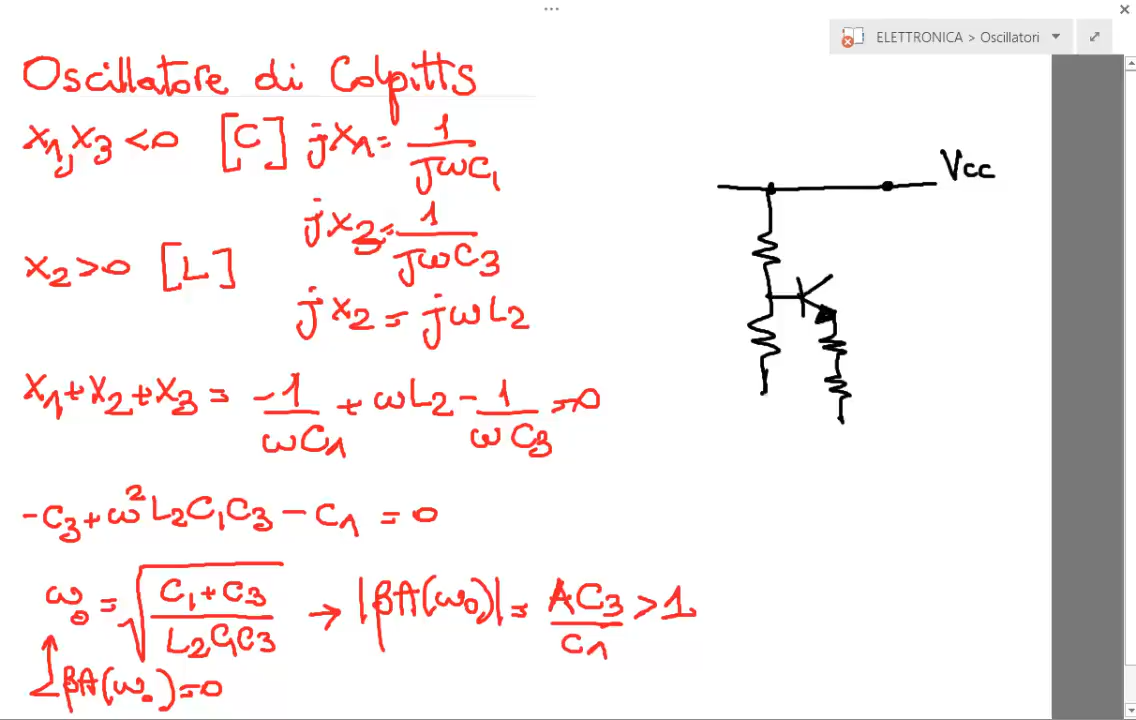 ELETTRONICA > Oscillatori
Oscillatore di Colpitts
X1, X3 <0 [C] jX1= 1/jωC1
jX3= 1/jωC3
X2>0 [L]
jX2 = jωL2
X1+X2+X3 = -1/ωC1 + ωL2 - 1/ωC3 =0
-C3+ω²L2C1C3 - C1 = 0
ω0 = √(C1+C3/L2C1C3) → |βA(ω0)| = AC3/C1 >1
∠βA(ω0)=0
Vcc